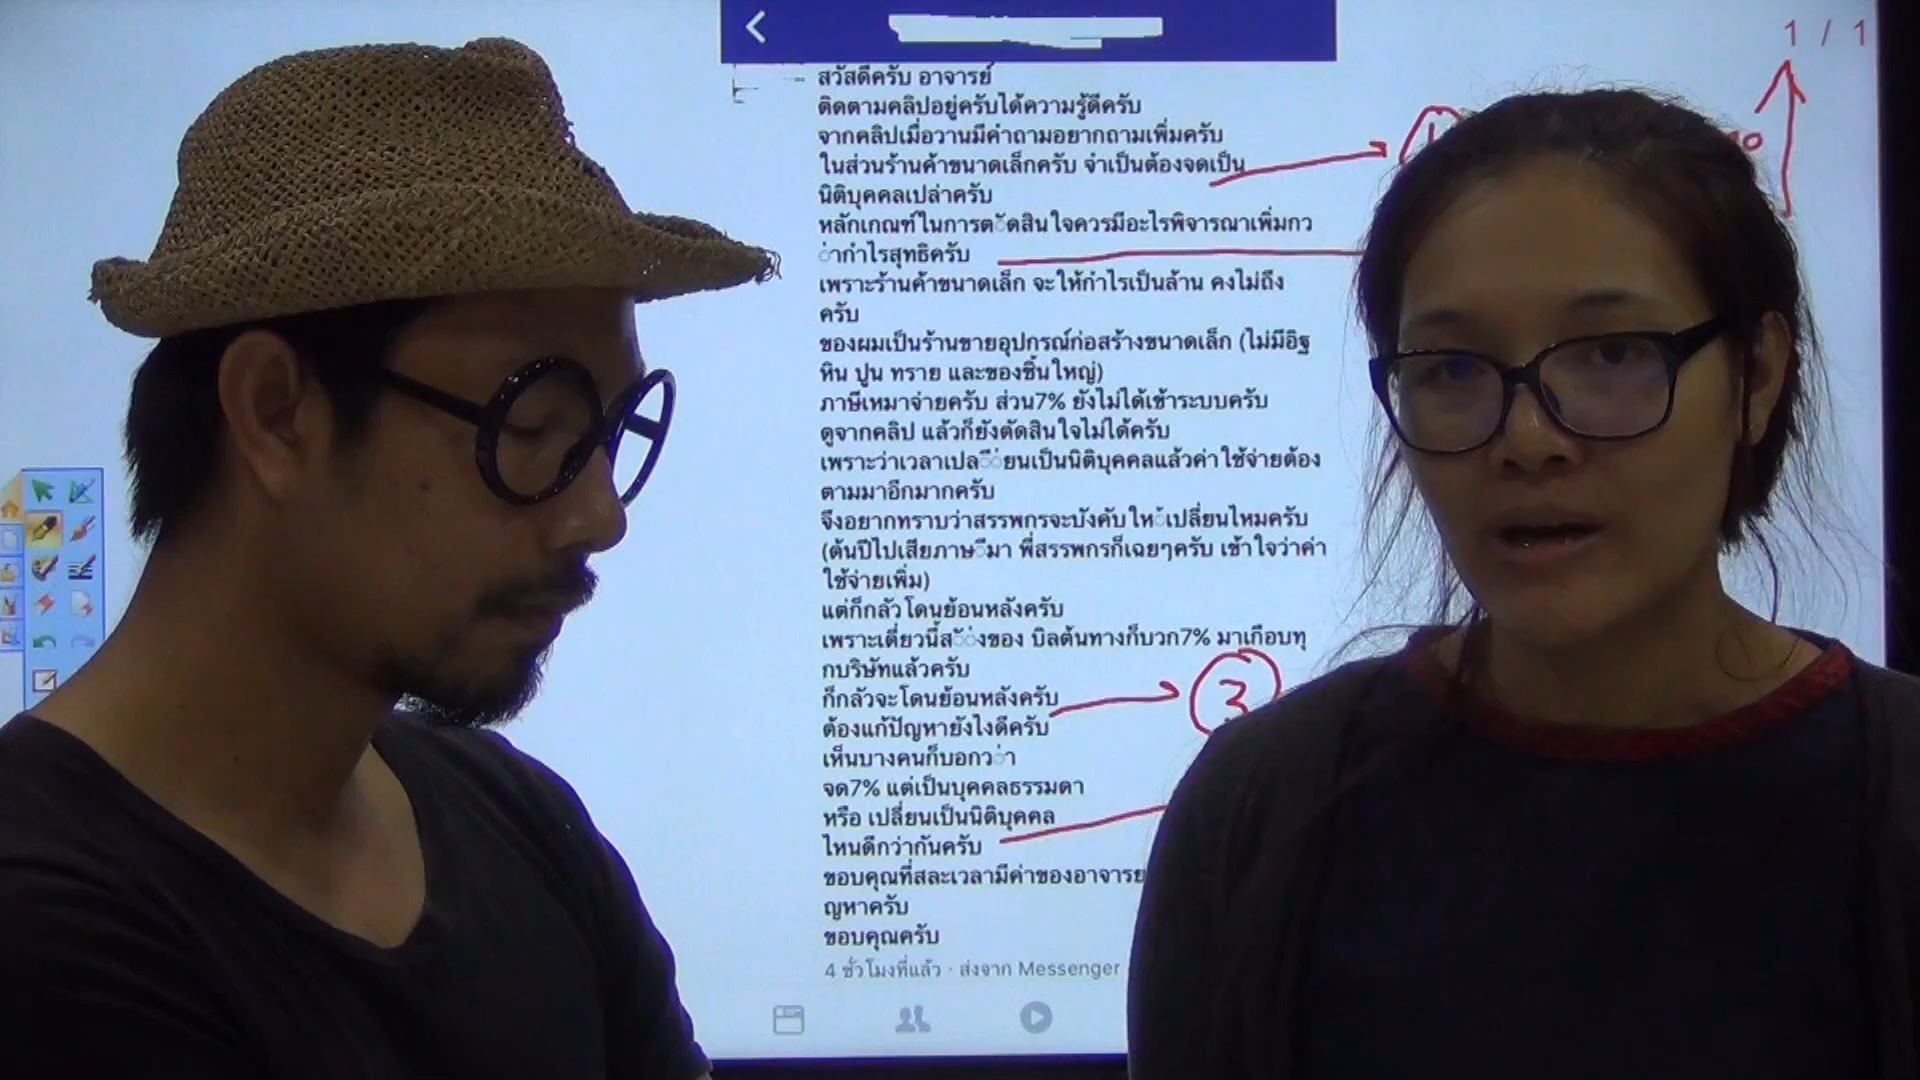 1 / 1
สวัสดีครับ อาจารย์
ติดตามคลิปอยู่ครับได้ความรู้ดีครับ
จากคลิปเมื่อวานมีคำถามอยากถามเพิ่มครับ
ในส่วนร้านค้าขนาดเล็กครับ จำเป็นต้องจดเป็น
นิติบุคคลเปล่าครับ
หลักเกณฑ์ในการตัดสินใจควรมีอะไรพิจารณาเพิ่มกว
่ากำไรสุทธิครับ
เพราะร้านค้าขนาดเล็ก จะให้กำไรเป็นล้าน คงไม่ถึง
ครับ
ของผมเป็นร้านขายอุปกรณ์ก่อสร้างขนาดเล็ก (ไม่มีอิฐ
หิน ปูน ทราย และของชิ้นใหญ่)
ภาษีเหมาจ่ายครับ ส่วน7% ยังไม่ได้เข้าระบบครับ
ดูจากคลิป แล้วก็ยังตัดสินใจไม่ได้ครับ
เพราะว่าเวลาเปลี่ยนเป็นนิติบุคคลแล้วค่าใช้จ่ายต้อง
ตามมาอีกมากครับ
จึงอยากทราบว่าสรรพกรจะบังคับให้เปลี่ยนไหมครับ
(ต้นปีไปเสียภาษีมา พี่สรรพกรก็เฉยๆครับ เข้าใจว่าค่า
ใช้จ่ายเพิ่ม)
แต่ก็กลัวโดนย้อนหลังครับ
เพราะเดี่ยวนี้สั่งของ บิลต้นทางก็บวก7% มาเกือบทุ
กบริษัทแล้วครับ
ก็กลัวจะโดนย้อนหลังครับ
3
ต้องแก้ปัญหายังไงดีครับ
เห็นบางคนก็บอกว่า
จด7% แต่เป็นบุคคลธรรมดา
หรือ เปลี่ยนเป็นนิติบุคคล
ไหนดีกว่ากันครับ
ขอบคุณที่สละเวลามีค่าของอาจารย
ญหาครับ
ขอบคุณครับ
4 ชั่วโมงที่แล้ว · ส่งจาก Messenger